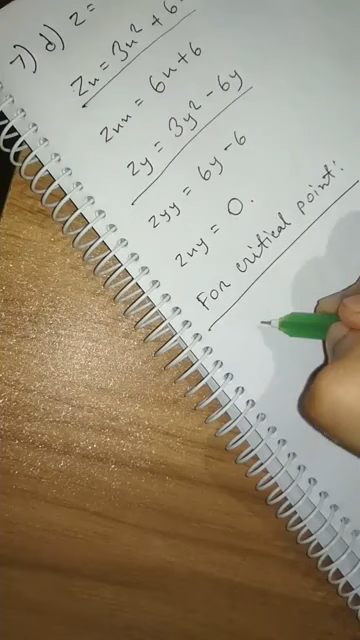 7) d) z =
Zx = 3x² + 6
Zxx = 6x + 6
zy = 3y² - 6y
zyy = 6y - 6
zxy = 0.
For critical point: